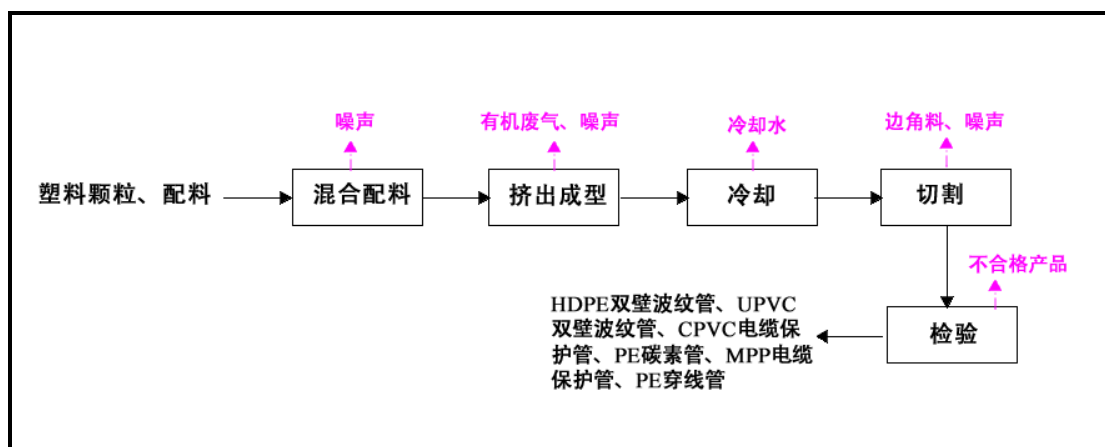 噪声
有机废气、噪声
冷却水
边角料、噪声
塑料颗粒、配料
混合配料
挤出成型
冷却
切割
不合格产品
检验
HDPE双壁波纹管、UPVC
双壁波纹管、CPVC电缆保
护管、PE碳素管、MPP电缆
保护管、PE穿线管